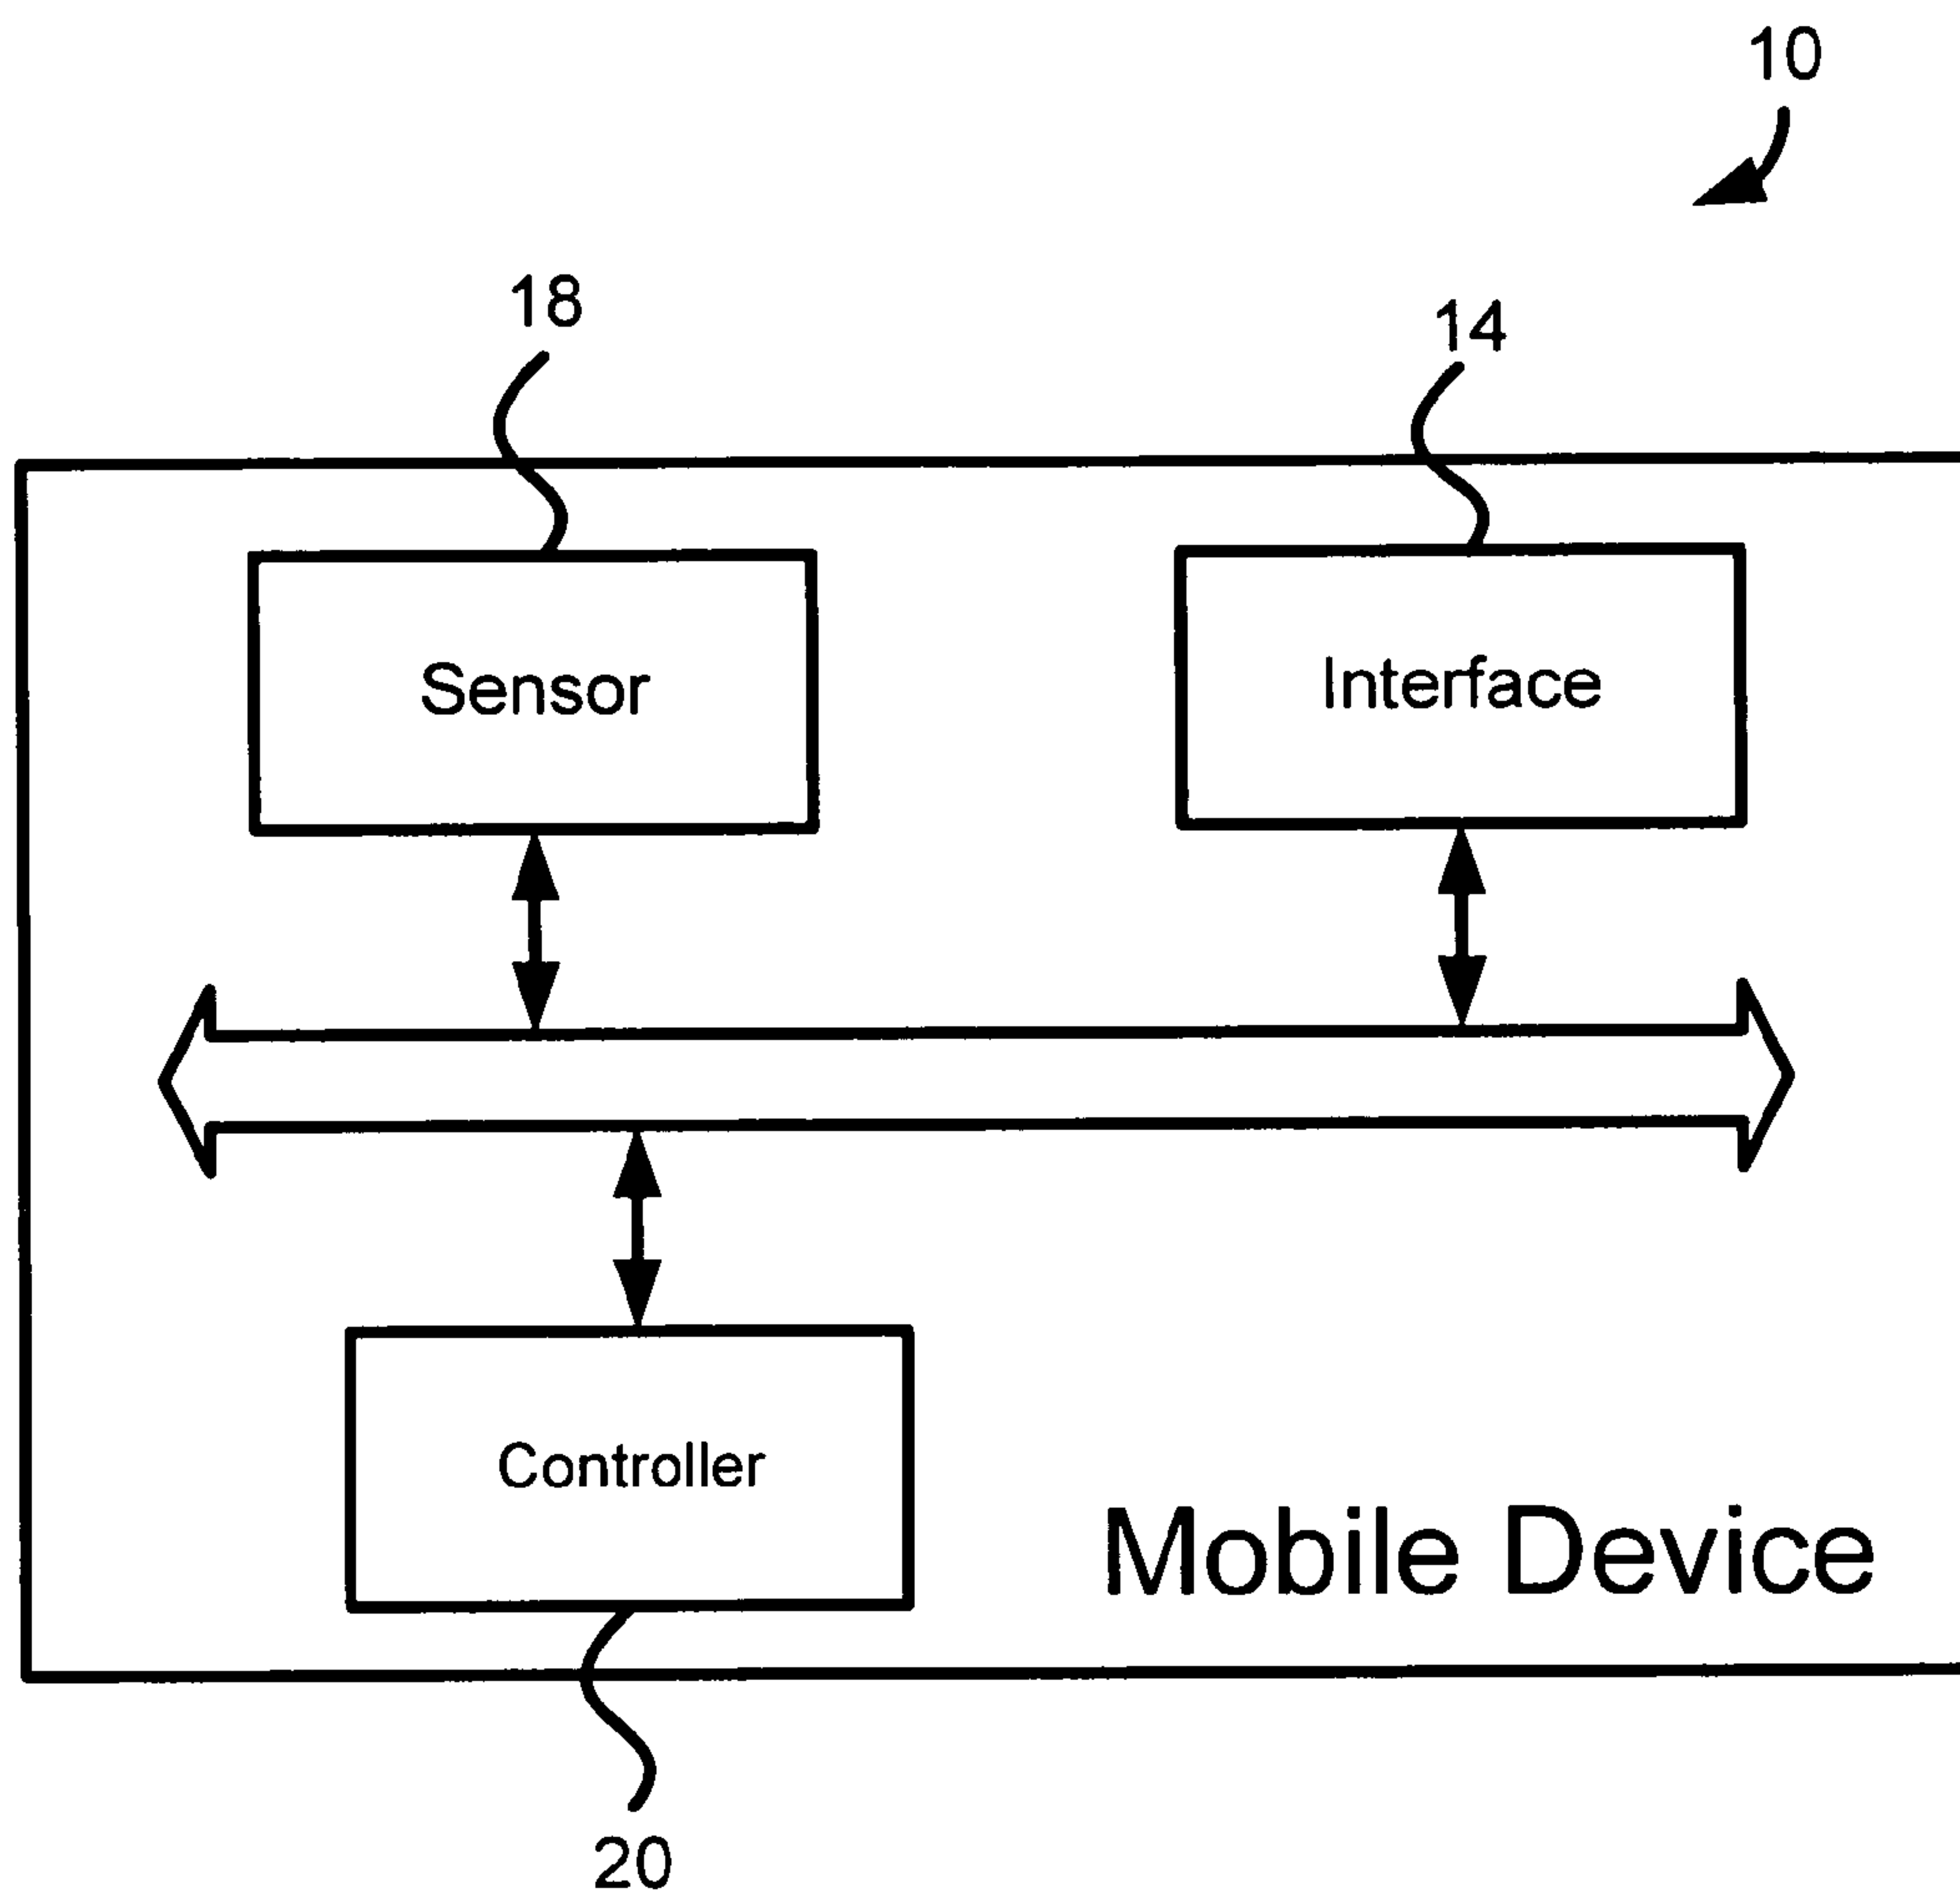 10
18
14
Sensor
Interface
Controller
Mobile Device
20